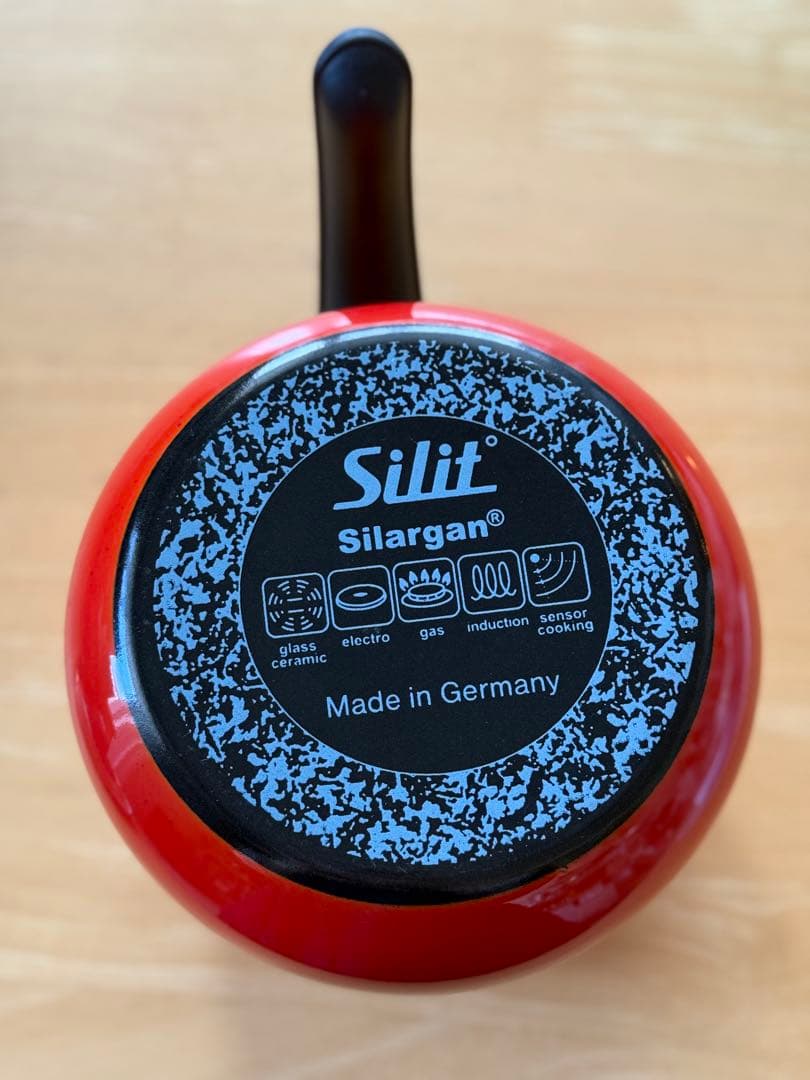 Silit°
Silargan®
glass ceramic electro gas induction sensor cooking
Made in Germany